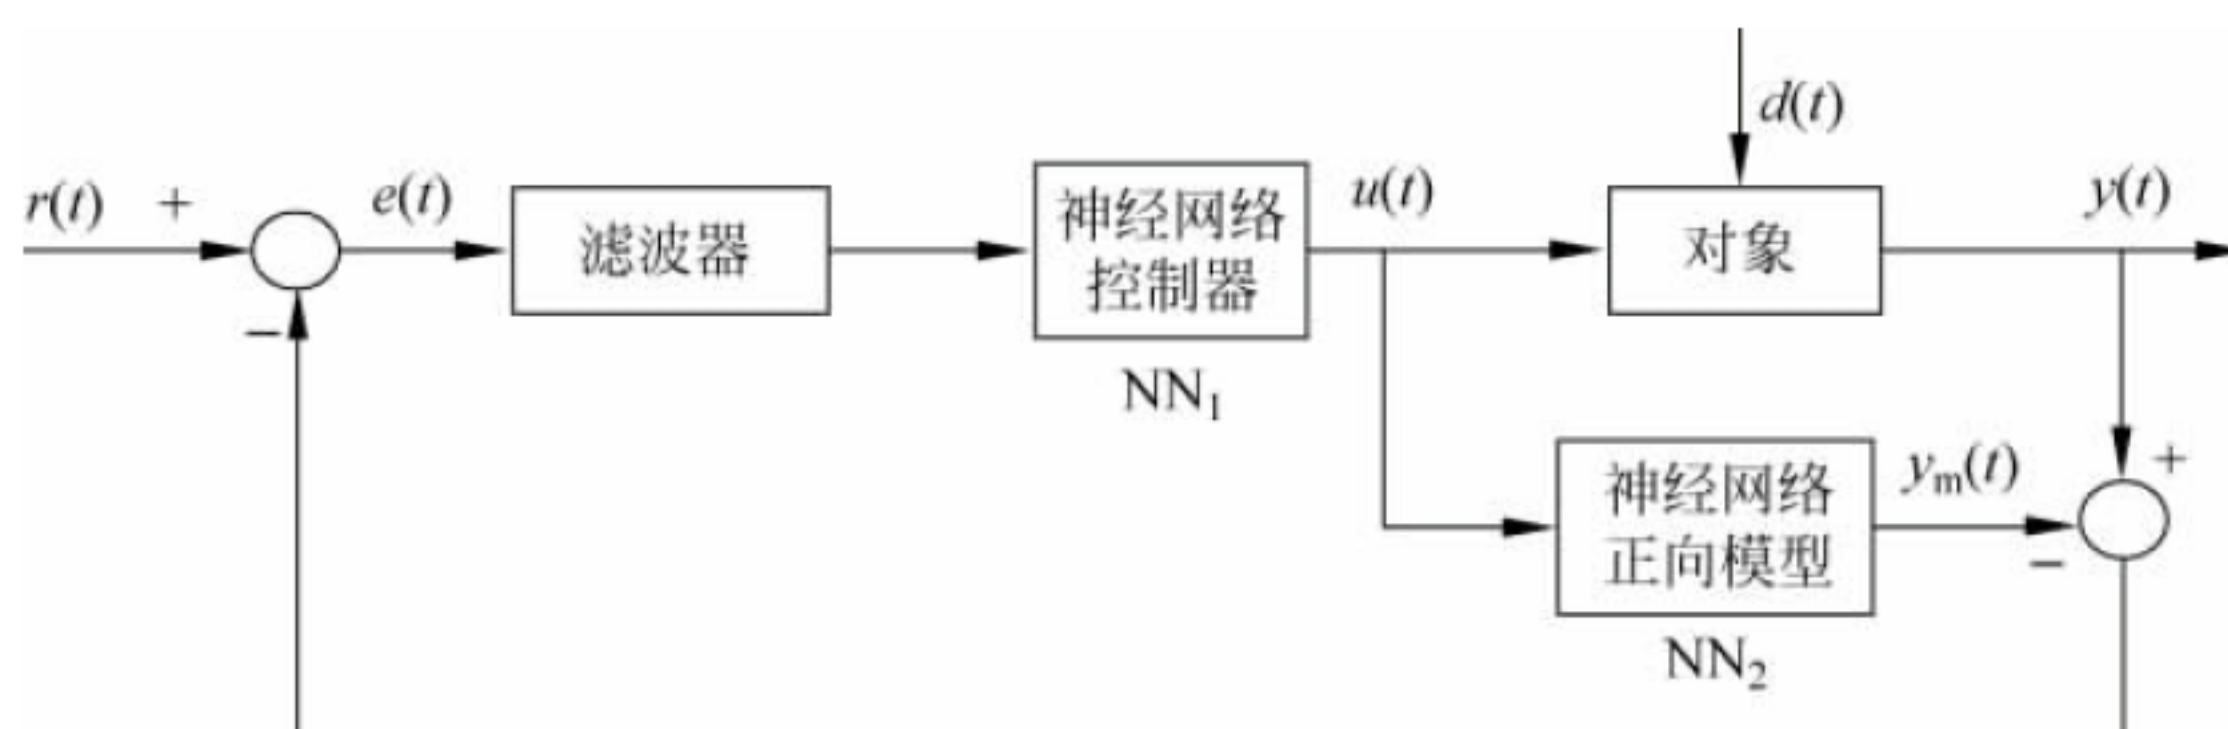 d(t)
r(t) +
e(t)
滤波器
神经网络
控制器
NN₁
u(t)
对象
y(t)
−
神经网络
正向模型
NN₂
yₘ(t)
+
−